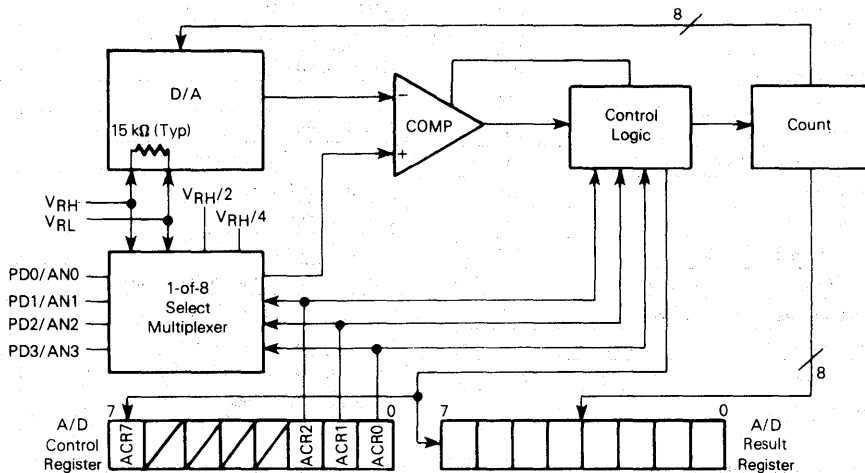 8
D/A
15 kΩ (Typ)
COMP
−
+
Control
Logic
Count
VRH
VRL
VRH/2
VRH/4
PD0/AN0
PD1/AN1
PD2/AN2
PD3/AN3
1-of-8
Select
Multiplexer
8
7
0
A/D
Control
Register
ACR7
ACR2
ACR1
ACR0
7
0
A/D
Result
Register